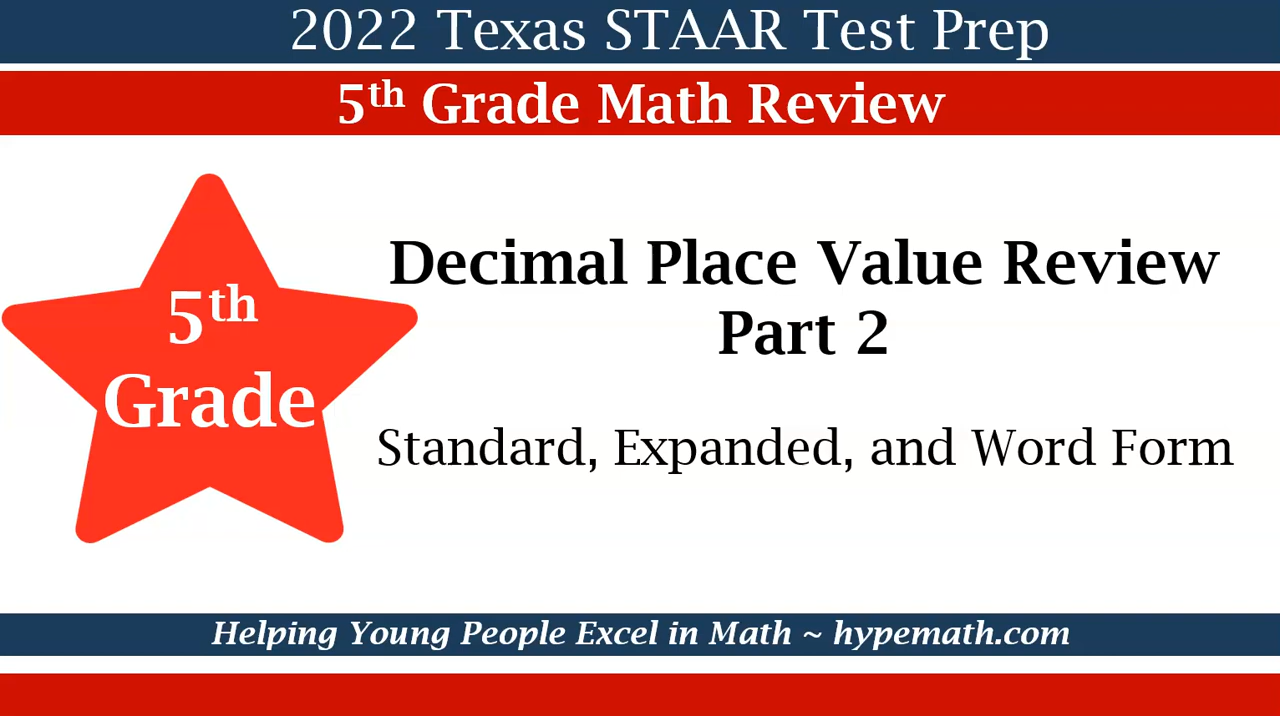 2022 Texas STAAR Test Prep
5th Grade Math Review
5th
Grade
Decimal Place Value Review
Part 2
Standard, Expanded, and Word Form
Helping Young People Excel in Math ~ hypemath.com